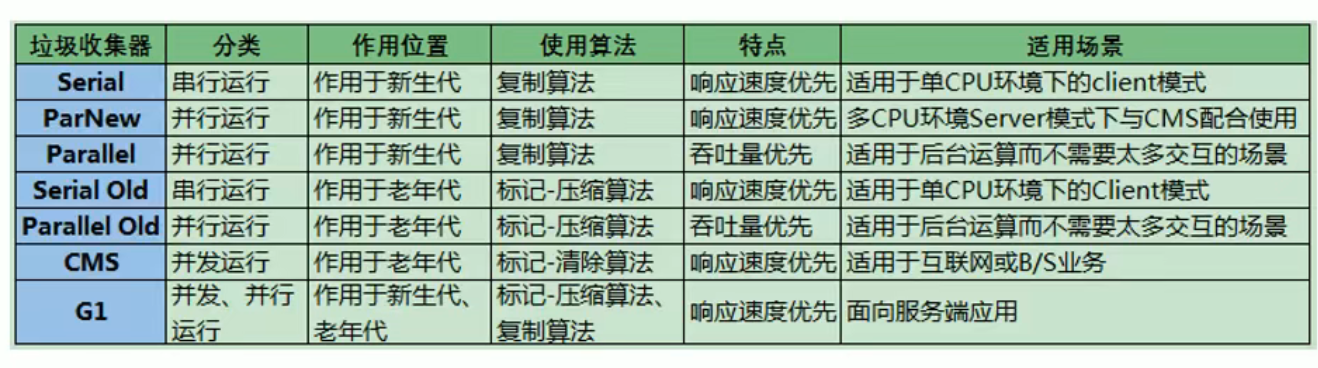 垃圾收集器 分类 作用位置 使用算法 特点 适用场景
Serial 串行运行 作用于新生代 复制算法 响应速度优先 适用于单CPU环境下的client模式
ParNew 并行运行 作用于新生代 复制算法 响应速度优先 多CPU环境Server模式下与CMS配合使用
Parallel 并行运行 作用于新生代 复制算法 吞吐量优先 适用于后台运算而不需要太多交互的场景
Serial Old 串行运行 作用于老年代 标记-压缩算法 响应速度优先 适用于单CPU环境下的Client模式
Parallel Old 并行运行 作用于老年代 标记-压缩算法 吞吐量优先 适用于后台运算而不需要太多交互的场景
CMS 并发运行 作用于老年代 标记-清除算法 响应速度优先 适用于互联网或B/S业务
G1 并发、并行 作用于新生代、 标记-压缩算法、 响应速度优先 面向服务端应用
运行 老年代 复制算法